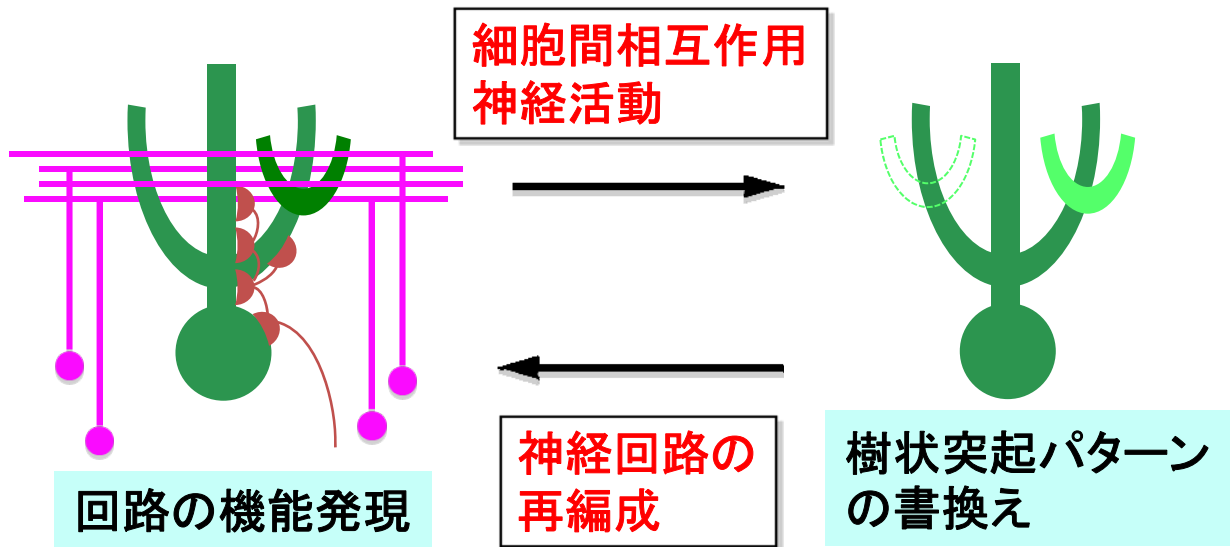 細胞間相互作用
神経活動
神経回路の
再編成
回路の機能発現
樹状突起パターン
の書換え